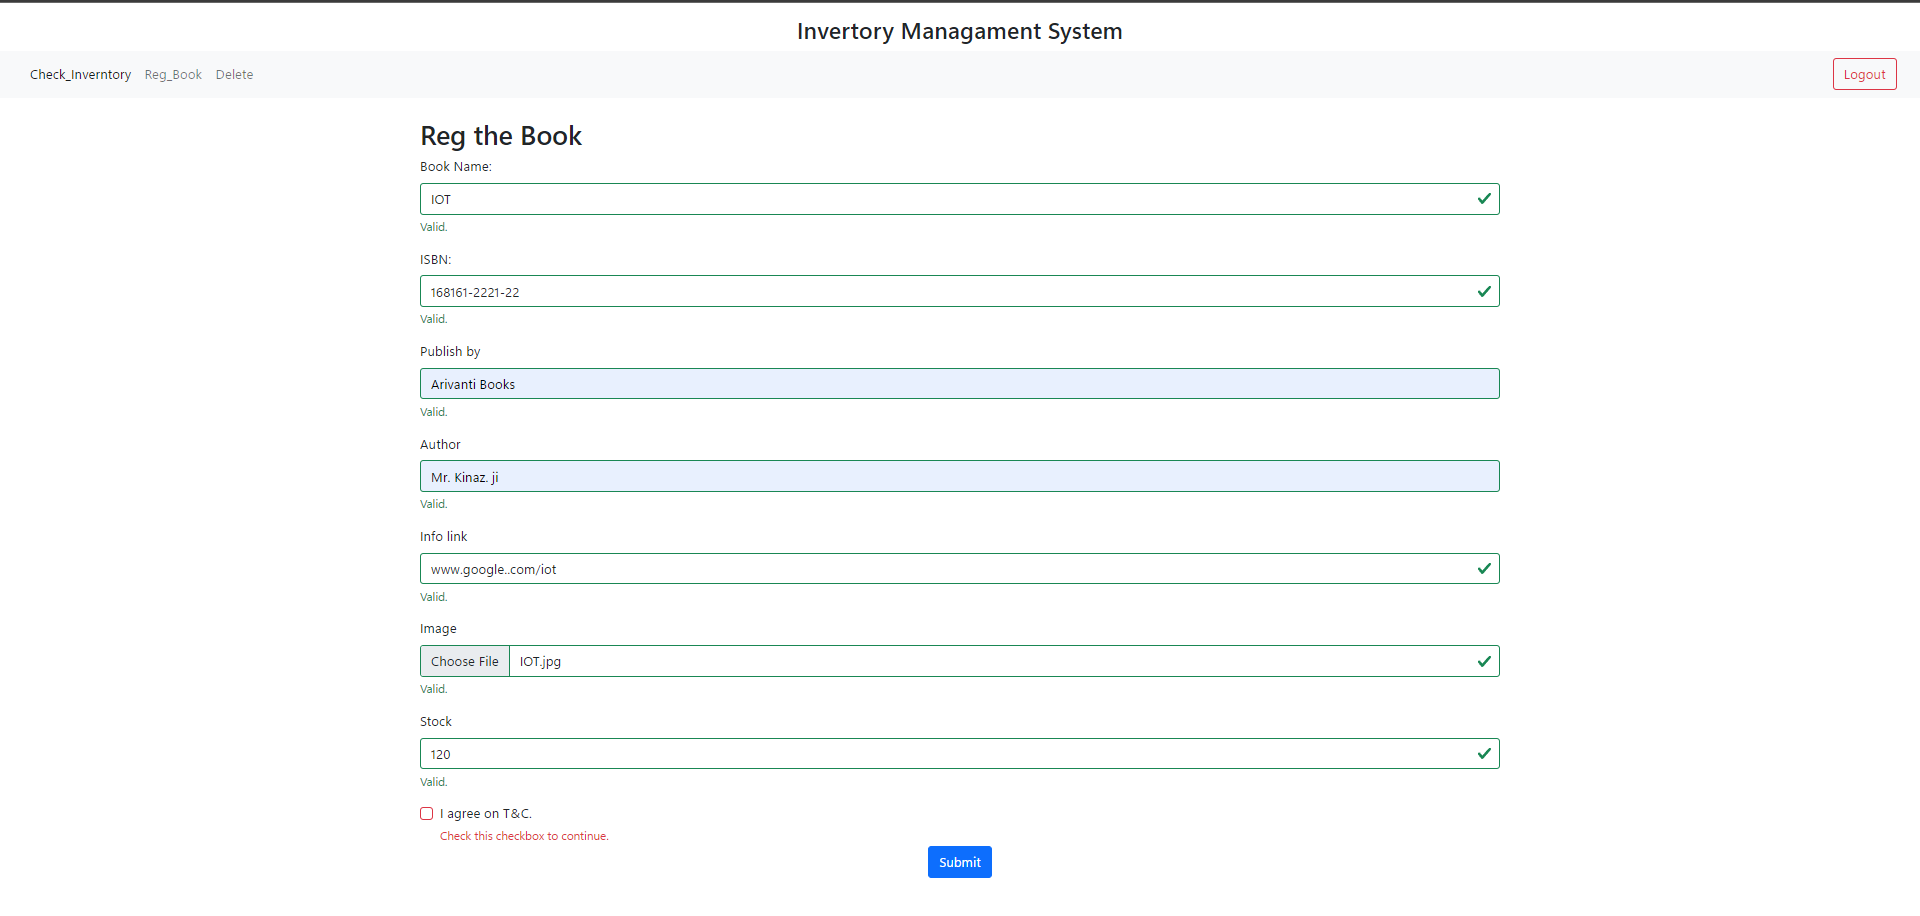 Invertory Managament System
Check_Inverntory Reg_Book Delete Logout
Reg the Book
Book Name:
IOT
Valid.
ISBN:
168161-2221-22
Valid.
Publish by
Arivanti Books
Valid.
Author
Mr. Kinaz. ji
Valid.
Info link
www.google..com/iot
Valid.
Image
Choose File IOT.jpg
Valid.
Stock
120
Valid.
I agree on T&C.
Check this checkbox to continue.
Submit